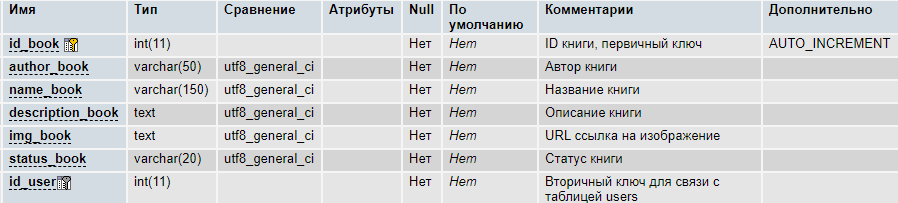 Имя Тип Сравнение Атрибуты Null По умолчанию Комментарии Дополнительно
id_book int(11) Нет Нет ID книги, первичный ключ AUTO_INCREMENT
author_book varchar(50) utf8_general_ci Нет Нет Автор книги
name_book varchar(150) utf8_general_ci Нет Нет Название книги
description_book text utf8_general_ci Нет Нет Описание книги
img_book text utf8_general_ci Нет Нет URL ссылка на изображение
status_book varchar(20) utf8_general_ci Нет Нет Статус книги
id_user int(11) Нет Нет Вторичный ключ для связи с
таблицей users